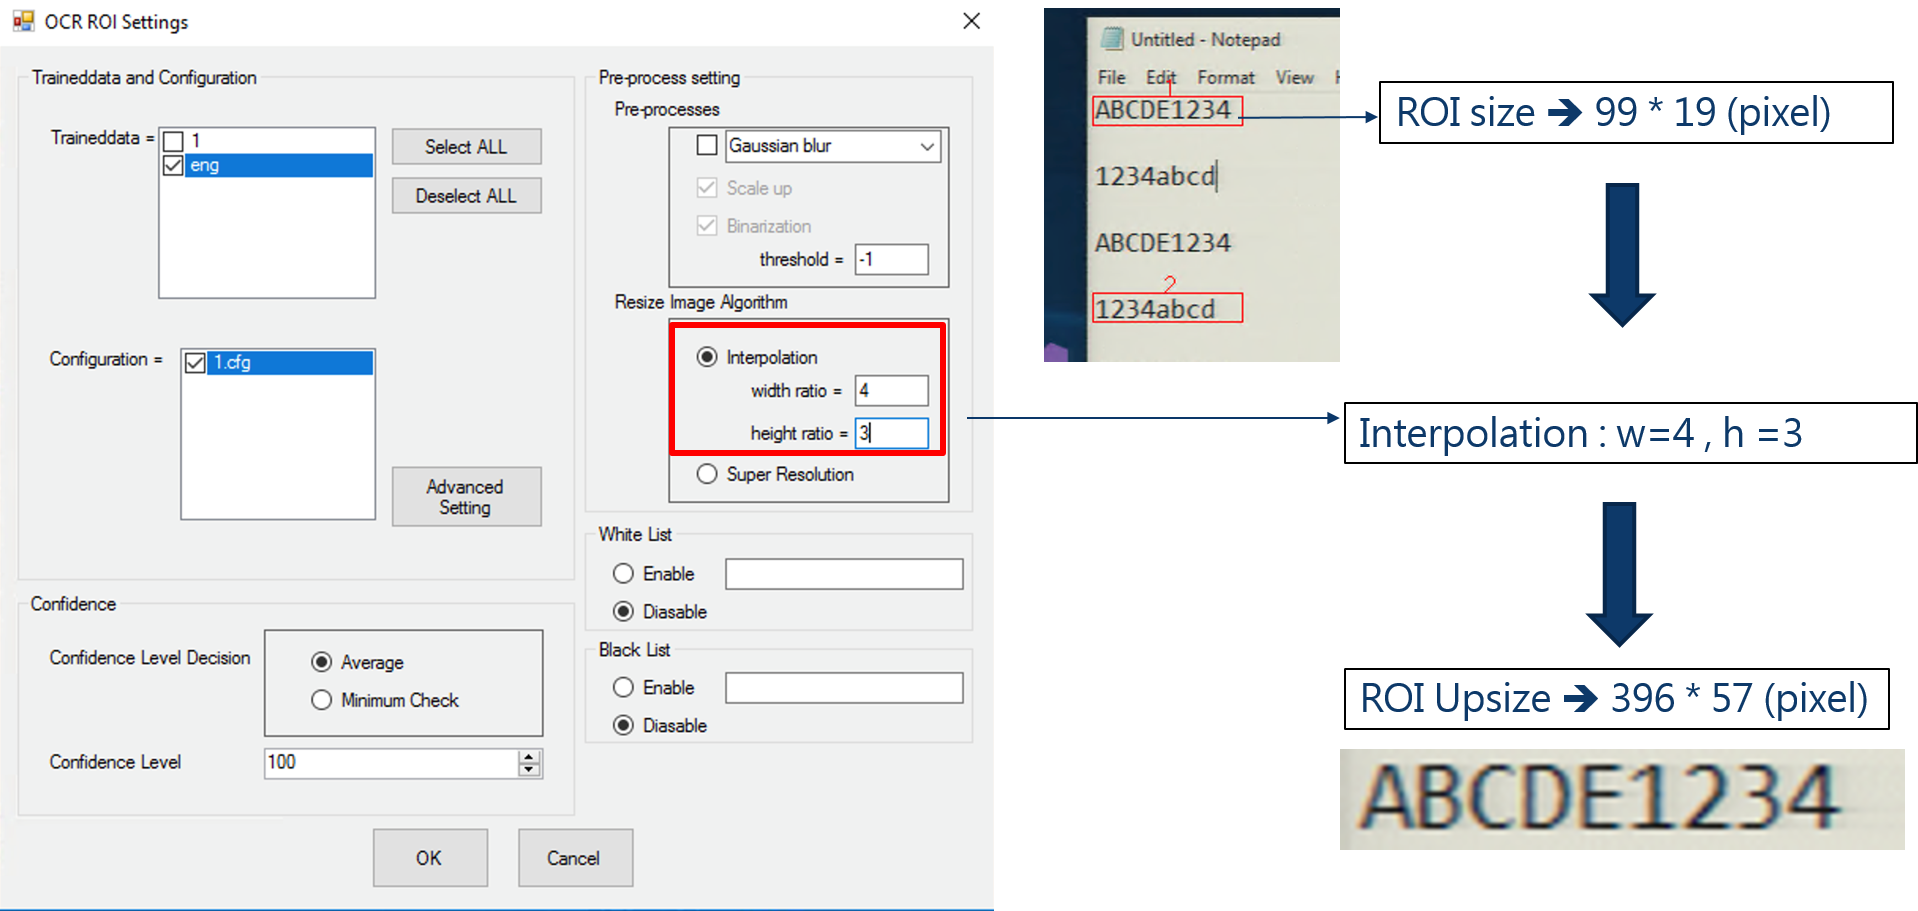 OCR ROI Settings
Traineddata and Configuration
Traineddata =
1
eng
Select ALL
Deselect ALL
Configuration =
1.cfg
Advanced
Setting
Confidence
Confidence Level Decision
Average
Minimum Check
Confidence Level
100
OK
Cancel
Pre-process setting
Pre-processes
Gaussian blur
Scale up
Binarization
threshold = -1
Resize Image Algorithm
Interpolation
width ratio = 4
height ratio = 3
Super Resolution
White List
Enable
Diasable
Black List
Enable
Diasable
Untitled - Notepad
File Edit Format View
1
ABCDE1234
1234abcd
ABCDE1234
2
1234abcd
ROI size ➔ 99 * 19 (pixel)
Interpolation : w=4 , h =3
ROI Upsize ➔ 396 * 57 (pixel)
ABCDE1234